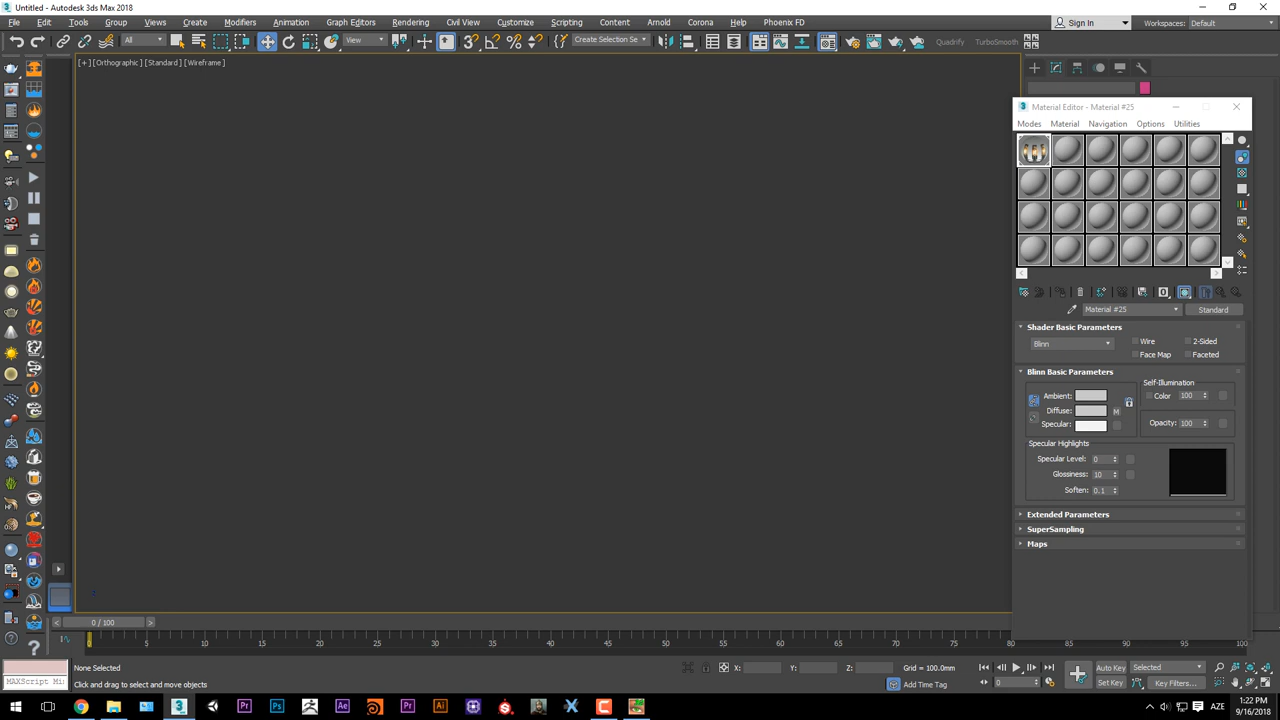 Untitled - Autodesk 3ds Max 2018
File Edit Tools Group Views Create Modifiers Animation Graph Editors Rendering Civil View Customize Scripting Content Arnold Corona Help Phoenix FD
Sign In Workspaces: Default
All View Create Selection Se Quadrify TurboSmooth
[+] [Orthographic] [Standard] [Wireframe]
Material Editor - Material #25
Modes Material Navigation Options Utilities
Material #25 Standard
Shader Basic Parameters
Blinn Wire 2-Sided
Face Map Faceted
Blinn Basic Parameters
Self-Illumination
Ambient: Color 100
Diffuse: M
Specular: Opacity: 100
Specular Highlights
Specular Level: 0
Glossiness: 10
Soften: 0.1
Extended Parameters
SuperSampling
Maps
0 / 100
0 5 10 15 20 25 30 35 40 45 50 55 60 65 70 75 80 85 90 95 100
None Selected X: Y: Z: Grid = 100.0mm Auto Key Selected
MAXScript Mi
Click and drag to select and move objects Add Time Tag 0 Set Key Key Filters...
AZE
1:22 PM
9/16/2018